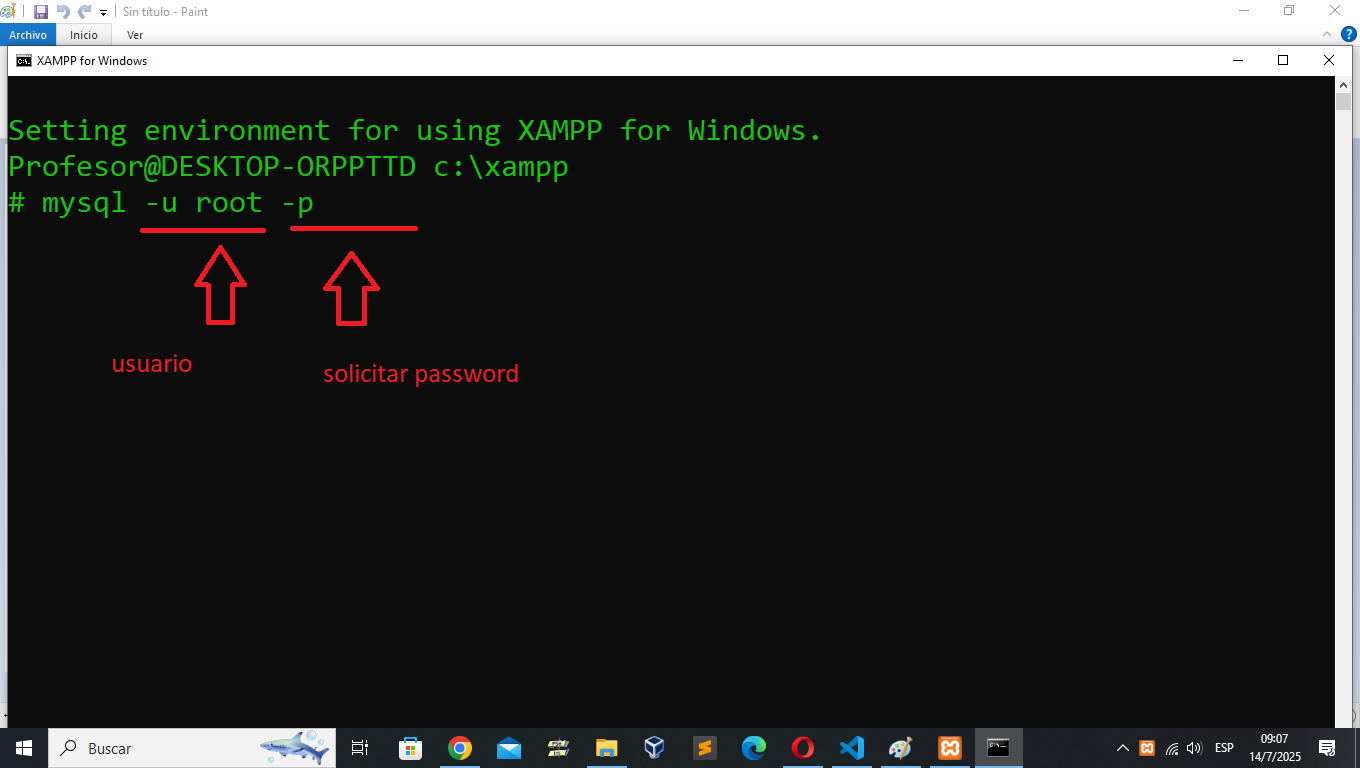 Sin título - Paint
Archivo Inicio Ver
XAMPP for Windows
Setting environment for using XAMPP for Windows.
Profesor@DESKTOP-ORPPTTD c:\xampp
# mysql -u root -p
usuario
solicitar password
Buscar
ESP
09:07
14/7/2025